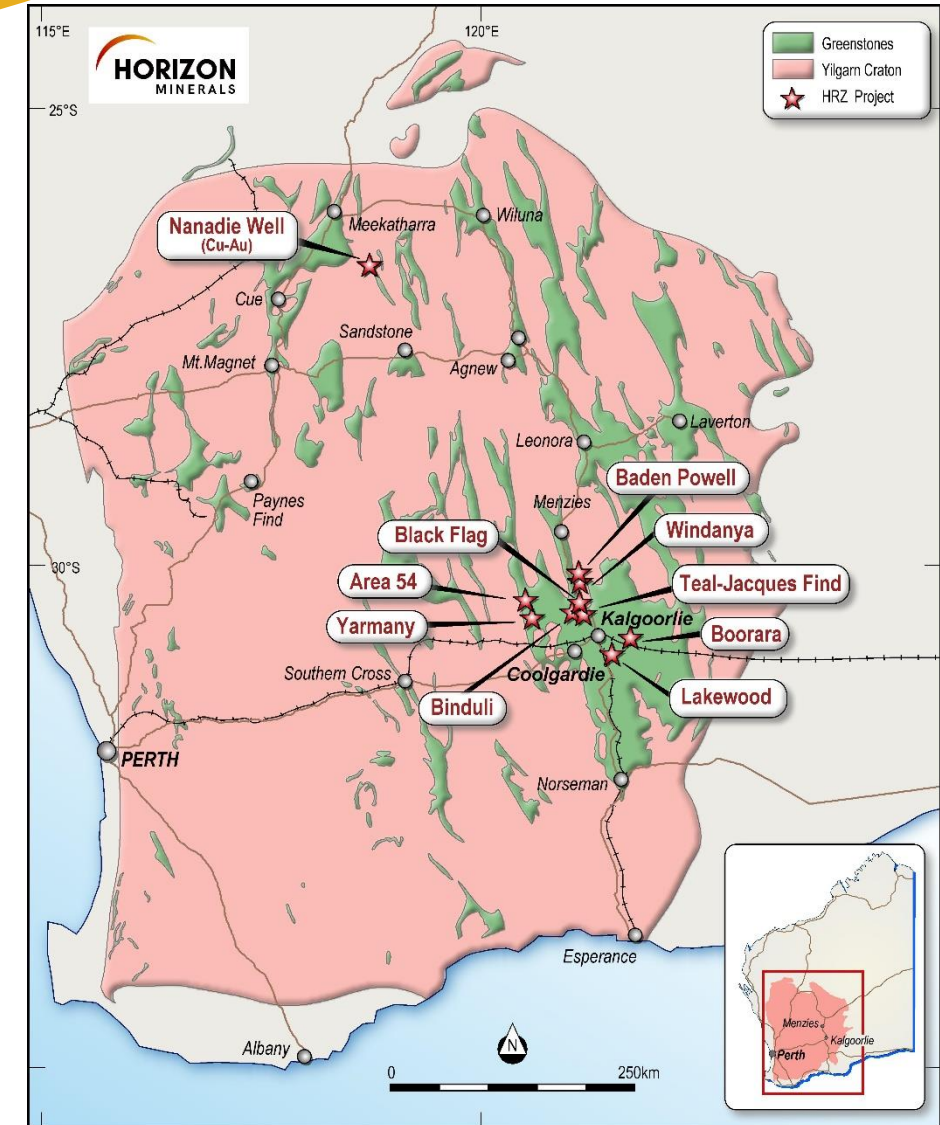 115°E
120°E
HORIZON
MINERALS
Greenstones
Yilgarn Craton
HRZ Project
25°S
Nanadie Well
(Cu-Au)
Meekatharra
Wiluna
Cue
Sandstone
Mt.Magnet
Agnew
Laverton
Leonora
Baden Powell
Paynes
Find
Menzies
Black Flag
Windanya
30°S
Area 54
Teal-Jacques Find
Yarmany
Kalgoorlie
Boorara
Southern Cross
Coolgardie
Binduli
Lakewood
PERTH
Norseman
Esperance
Albany
N
0
250km
Menzies
Kalgoorlie
Perth